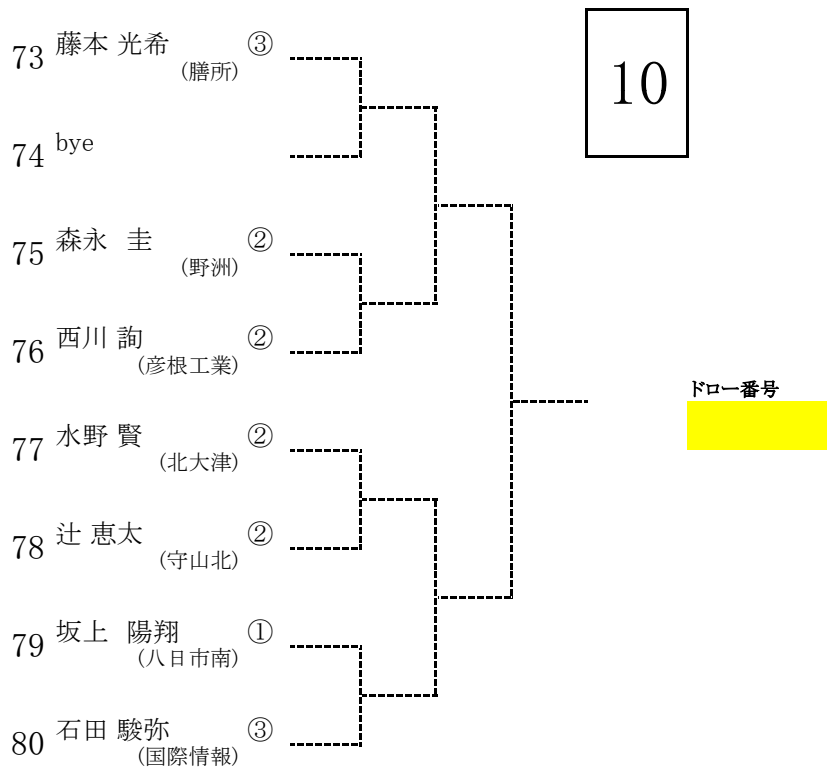 10
73 藤本 光希 ③
(膳所)
74 bye
75 森永 圭 ②
(野洲)
76 西川 詢 ②
(彦根工業)
ドロー番号
77 水野 賢 ②
(北大津)
78 辻 恵太 ②
(守山北)
79 坂上 陽翔 ①
(八日市南)
80 石田 駿弥 ③
(国際情報)